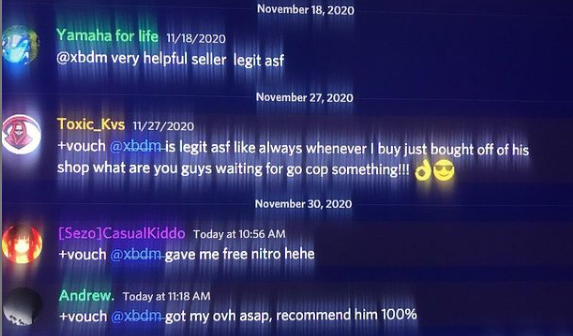 November 18, 2020
Yamaha for life 11/18/2020
@xbdm very helpful seller legit asf
November 27, 2020
Toxic_Kvs 11/27/2020
+vouch @xbdm is legit asf like always whenever I buy just bought off of his
shop what are you guys waiting for go cop something!!! 👌😎
November 30, 2020
[Sezo]CasualKiddo Today at 10:56 AM
+vouch @xbdm gave me free nitro hehe
Andrew. Today at 11:18 AM
+vouch @xbdm got my ovh asap, recommend him 100%